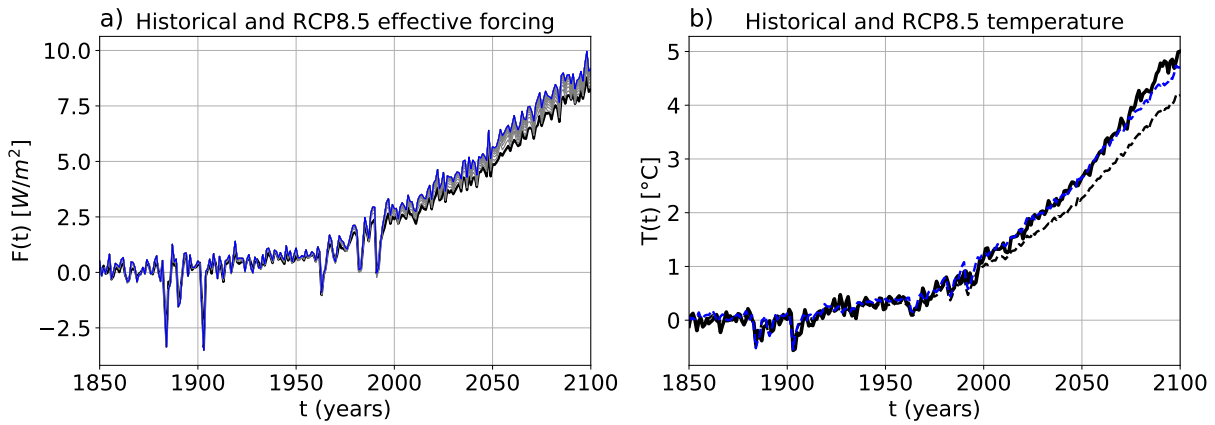 a) Historical and RCP8.5 effective forcing
10.0
7.5
5.0
2.5
0.0
−2.5
F(t) [W/m²]
1850 1900 1950 2000 2050 2100
t (years)
b) Historical and RCP8.5 temperature
5
4
3
2
1
0
T(t) [°C]
1850 1900 1950 2000 2050 2100
t (years)